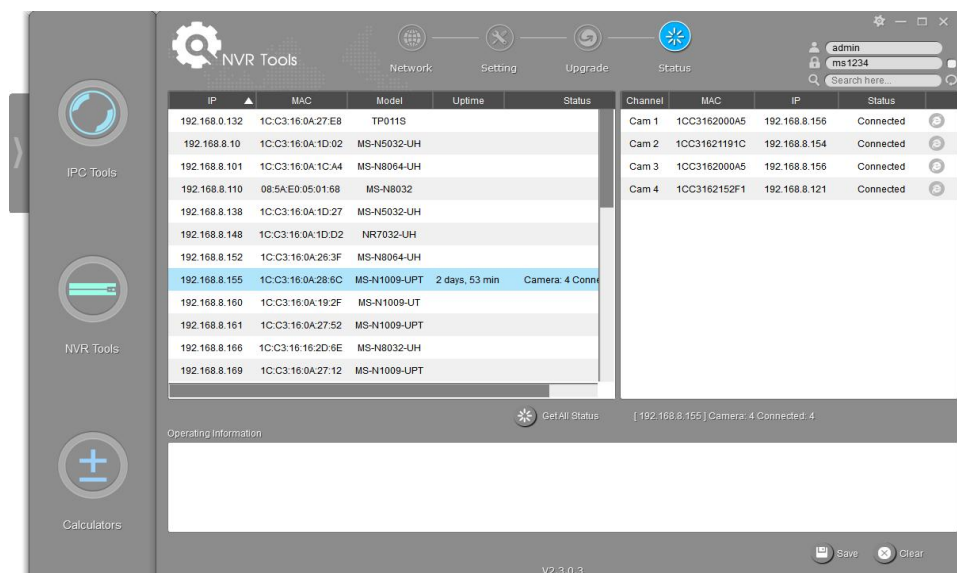 NVR Tools
Network
Setting
Upgrade
Status
admin
ms1234
Search here...
IPC Tools
NVR Tools
Calculators
IP MAC Model Uptime Status
192.168.0.132 1C:C3:16:0A:27:E8 TP011S
192.168.8.10 1C:C3:16:0A:1D:02 MS-N5032-UH
192.168.8.101 1C:C3:16:0A:1C:A4 MS-N8064-UH
192.168.8.110 08:5A:E0:05:01:68 MS-N8032
192.168.8.138 1C:C3:16:0A:1D:27 MS-N5032-UH
192.168.8.148 1C:C3:16:0A:1D:D2 NR7032-UH
192.168.8.152 1C:C3:16:0A:26:3F MS-N8064-UH
192.168.8.155 1C:C3:16:0A:28:6C MS-N1009-UPT 2 days, 53 min Camera: 4 Conne
192.168.8.160 1C:C3:16:0A:19:2F MS-N1009-UT
192.168.8.161 1C:C3:16:0A:27:52 MS-N1009-UPT
192.168.8.166 1C:C3:16:16:2D:6E MS-N8032-UH
192.168.8.169 1C:C3:16:0A:27:12 MS-N1009-UPT
Channel MAC IP Status
Cam 1 1CC3162000A5 192.168.8.156 Connected
Cam 2 1CC31621191C 192.168.8.154 Connected
Cam 3 1CC3162000A5 192.168.8.156 Connected
Cam 4 1CC3162152F1 192.168.8.121 Connected
Get All Status
[ 192.168.8.155 ] Camera: 4 Connected: 4
Operating Information
Save
Clear
V2.3.0.3